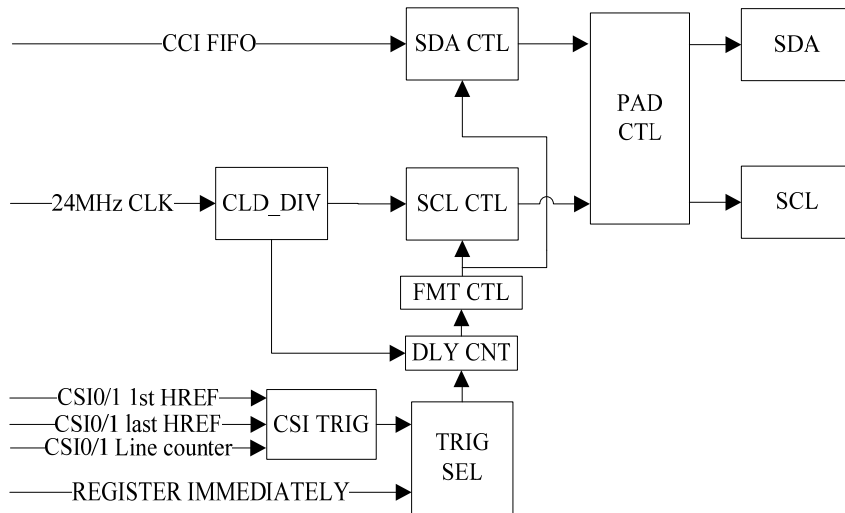 CCI FIFO
SDA CTL
PAD
CTL
SDA
24MHz CLK
CLD_DIV
SCL CTL
SCL
FMT CTL
DLY CNT
CSI0/1 1st HREF
CSI0/1 last HREF
CSI0/1 Line counter
CSI TRIG
TRIG
SEL
REGISTER IMMEDIATELY